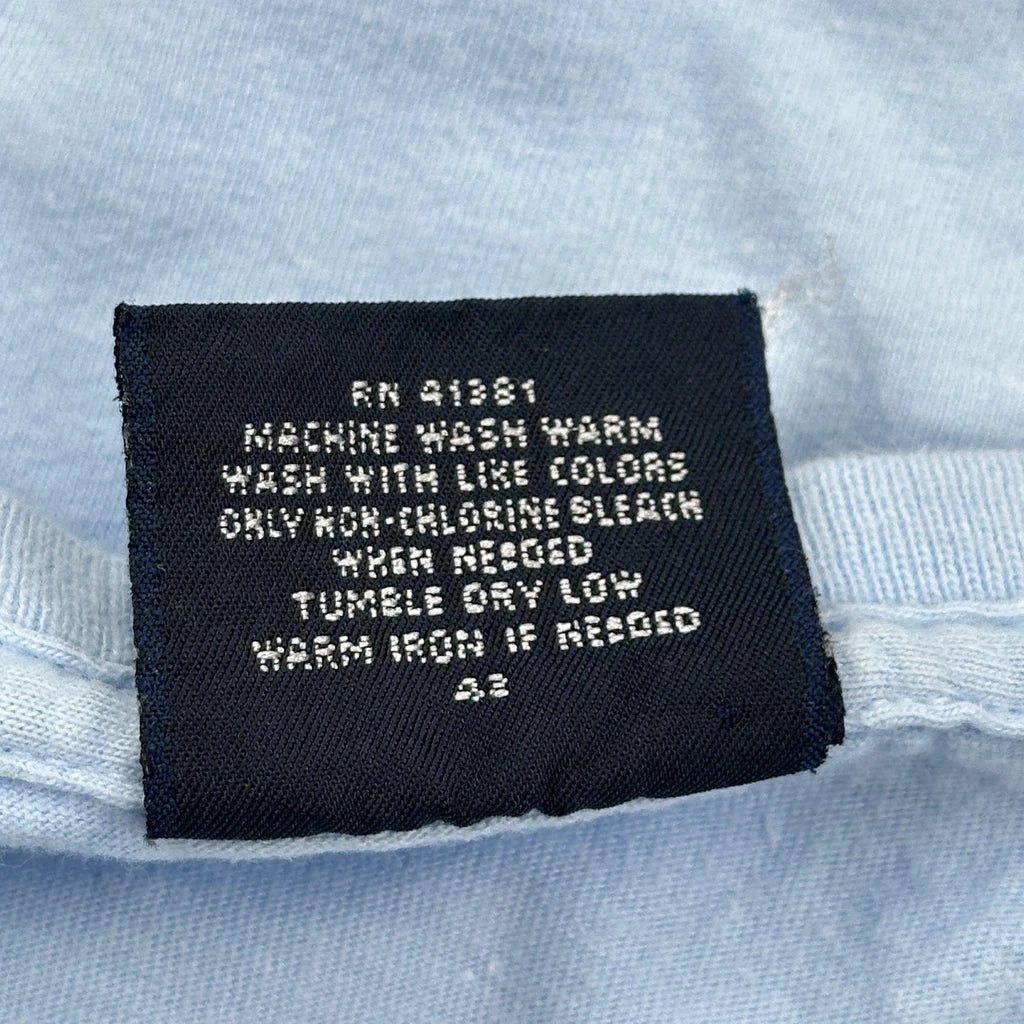 RN 41381
MACHINE WASH WARM
WASH WITH LIKE COLORS
ONLY NON-CHLORINE BLEACH
WHEN NEEDED
TUMBLE DRY LOW
WARM IRON IF NEEDED
43